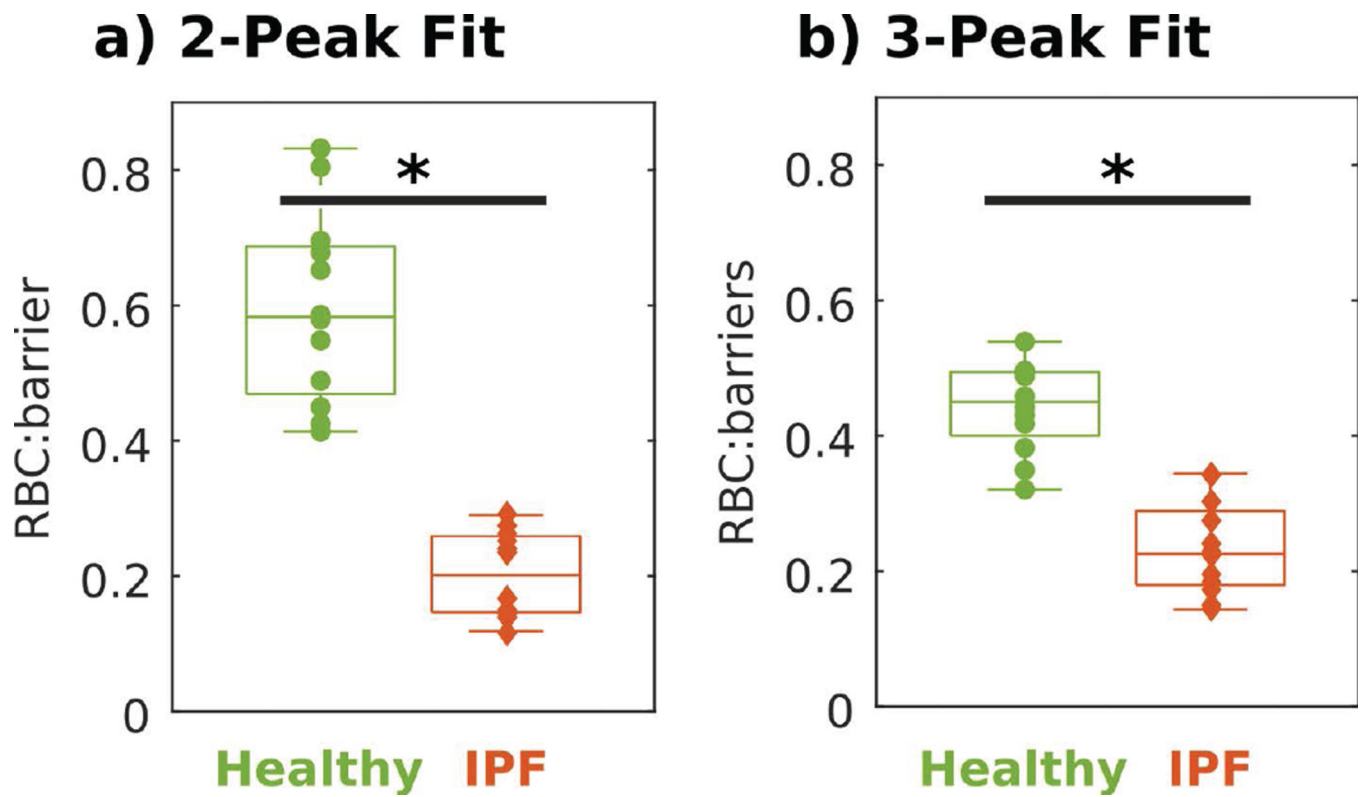 a) 2-Peak Fit
RBC:barrier
0.8
0.6
0.4
0.2
0
*
Healthy IPF
b) 3-Peak Fit
RBC:barriers
0.8
0.6
0.4
0.2
0
*
Healthy IPF